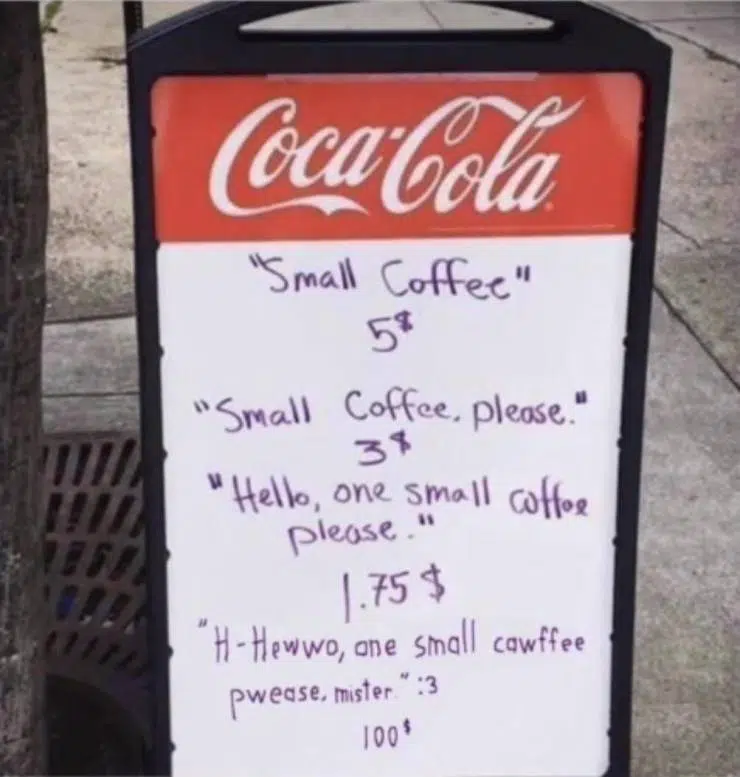 Coca-Cola
"Small Coffee"
5$
"Small Coffee, please."
3$
"Hello, one small coffee
please."
1.75 $
"H-Hewwo, one small cawffee
pwease, mister." :3
100$